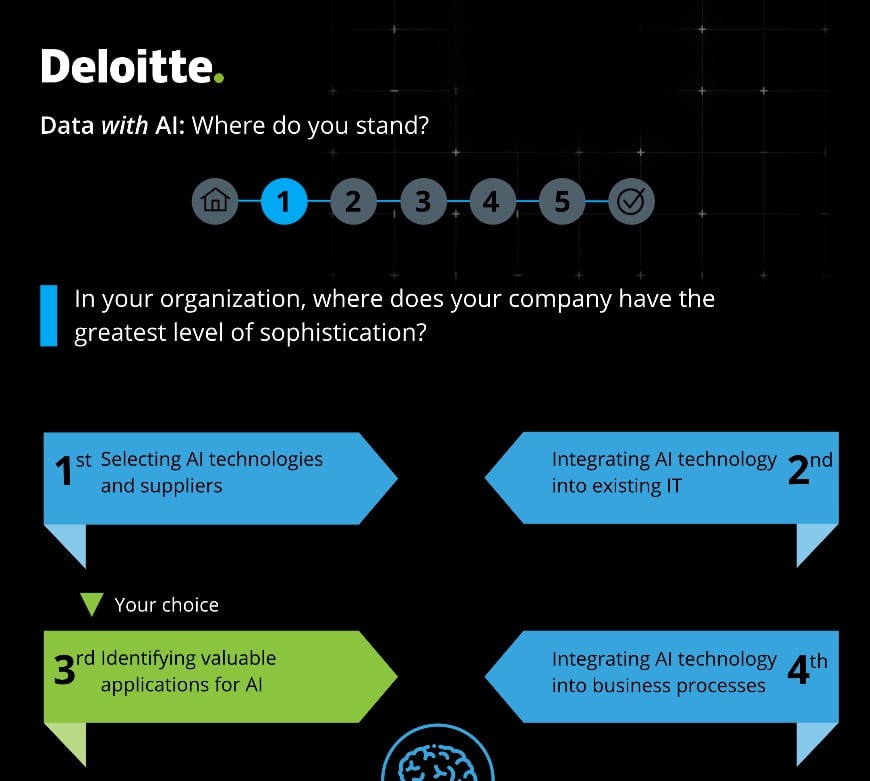 Deloitte.
Data with AI: Where do you stand?
1 2 3 4 5
In your organization, where does your company have the
greatest level of sophistication?
1st Selecting AI technologies
and suppliers
Integrating AI technology 2nd
into existing IT
Your choice
3rd Identifying valuable
applications for AI
Integrating AI technology 4th
into business processes